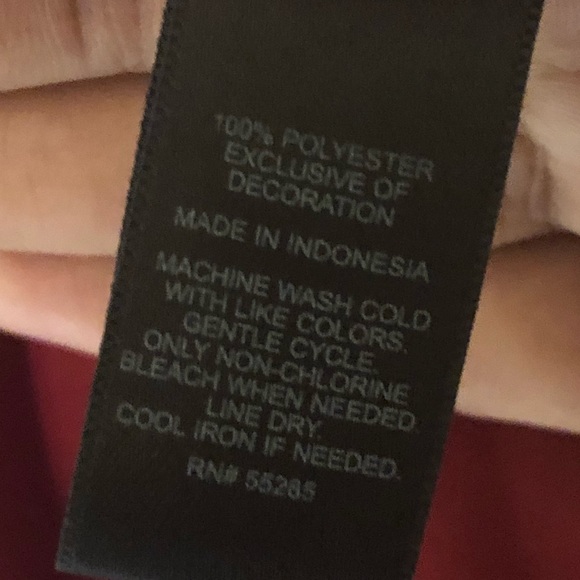 100% POLYESTER
EXCLUSIVE OF
DECORATION
MADE IN INDONESIA
MACHINE WASH COLD
WITH LIKE COLORS.
GENTLE CYCLE.
ONLY NON-CHLORINE
BLEACH WHEN NEEDED.
LINE DRY.
COOL IRON IF NEEDED.
RN# 55285